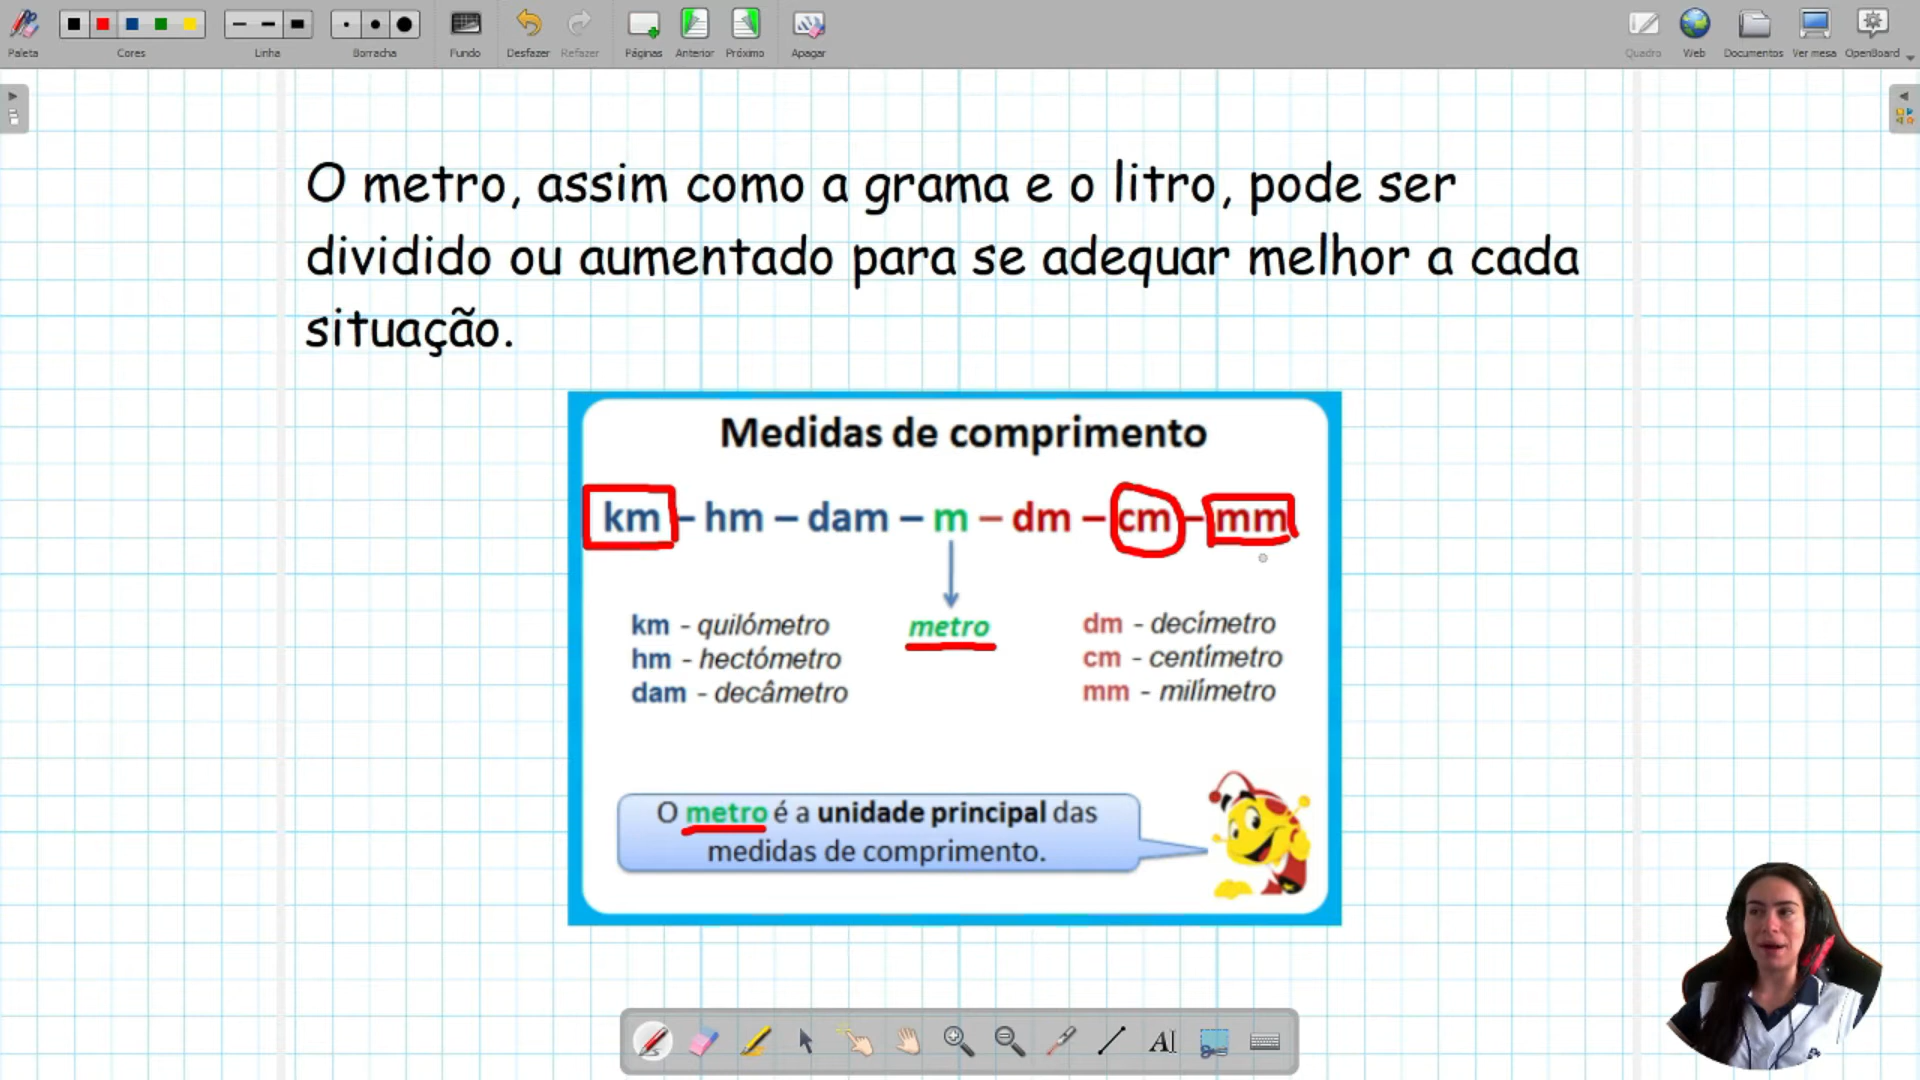 Paleta Cores Linha Borracha Fundo Desfazer Refazer Páginas Anterior Próximo Apagar Quadro Web Documentos Ver mesa OpenBoard
O metro, assim como a grama e o litro, pode ser
dividido ou aumentado para se adequar melhor a cada
situação.
Medidas de comprimento
km – hm – dam – m – dm – cm – mm
km - quilómetro
hm - hectómetro
dam - decâmetro
metro
dm - decímetro
cm - centímetro
mm - milímetro
O metro é a unidade principal das
medidas de comprimento.